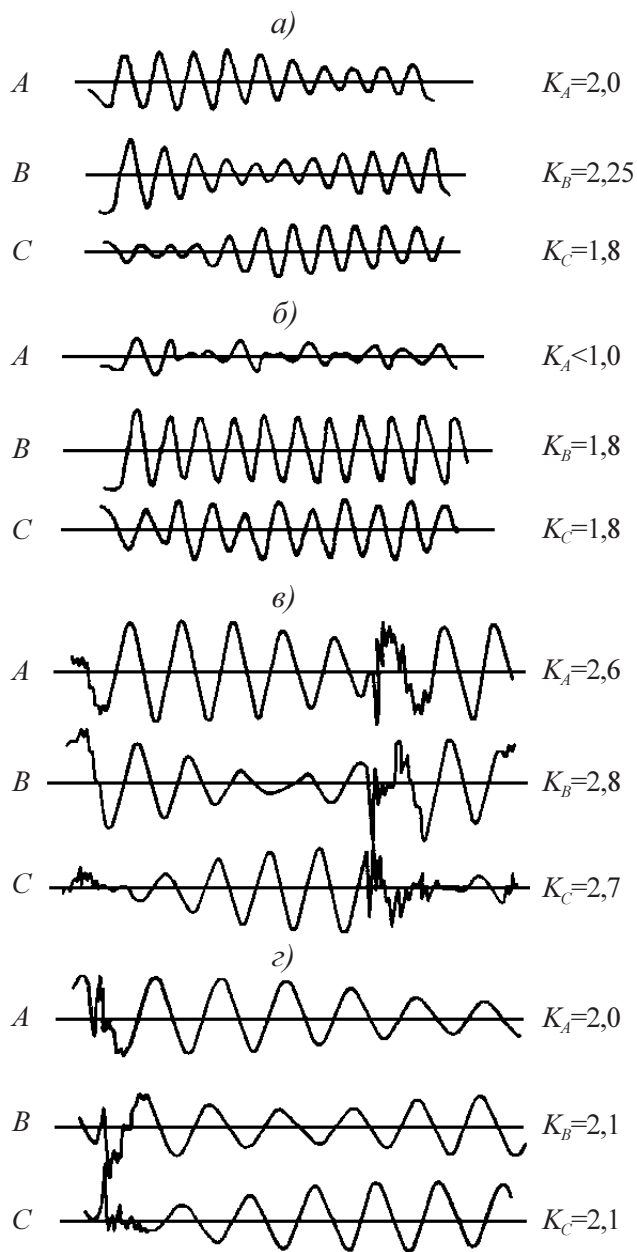 а)
A K_A=2,0
B K_B=2,25
C K_C=1,8
б)
A K_A<1,0
B K_B=1,8
C K_C=1,8
в)
A K_A=2,6
B K_B=2,8
C K_C=2,7
г)
A K_A=2,0
B K_B=2,1
C K_C=2,1